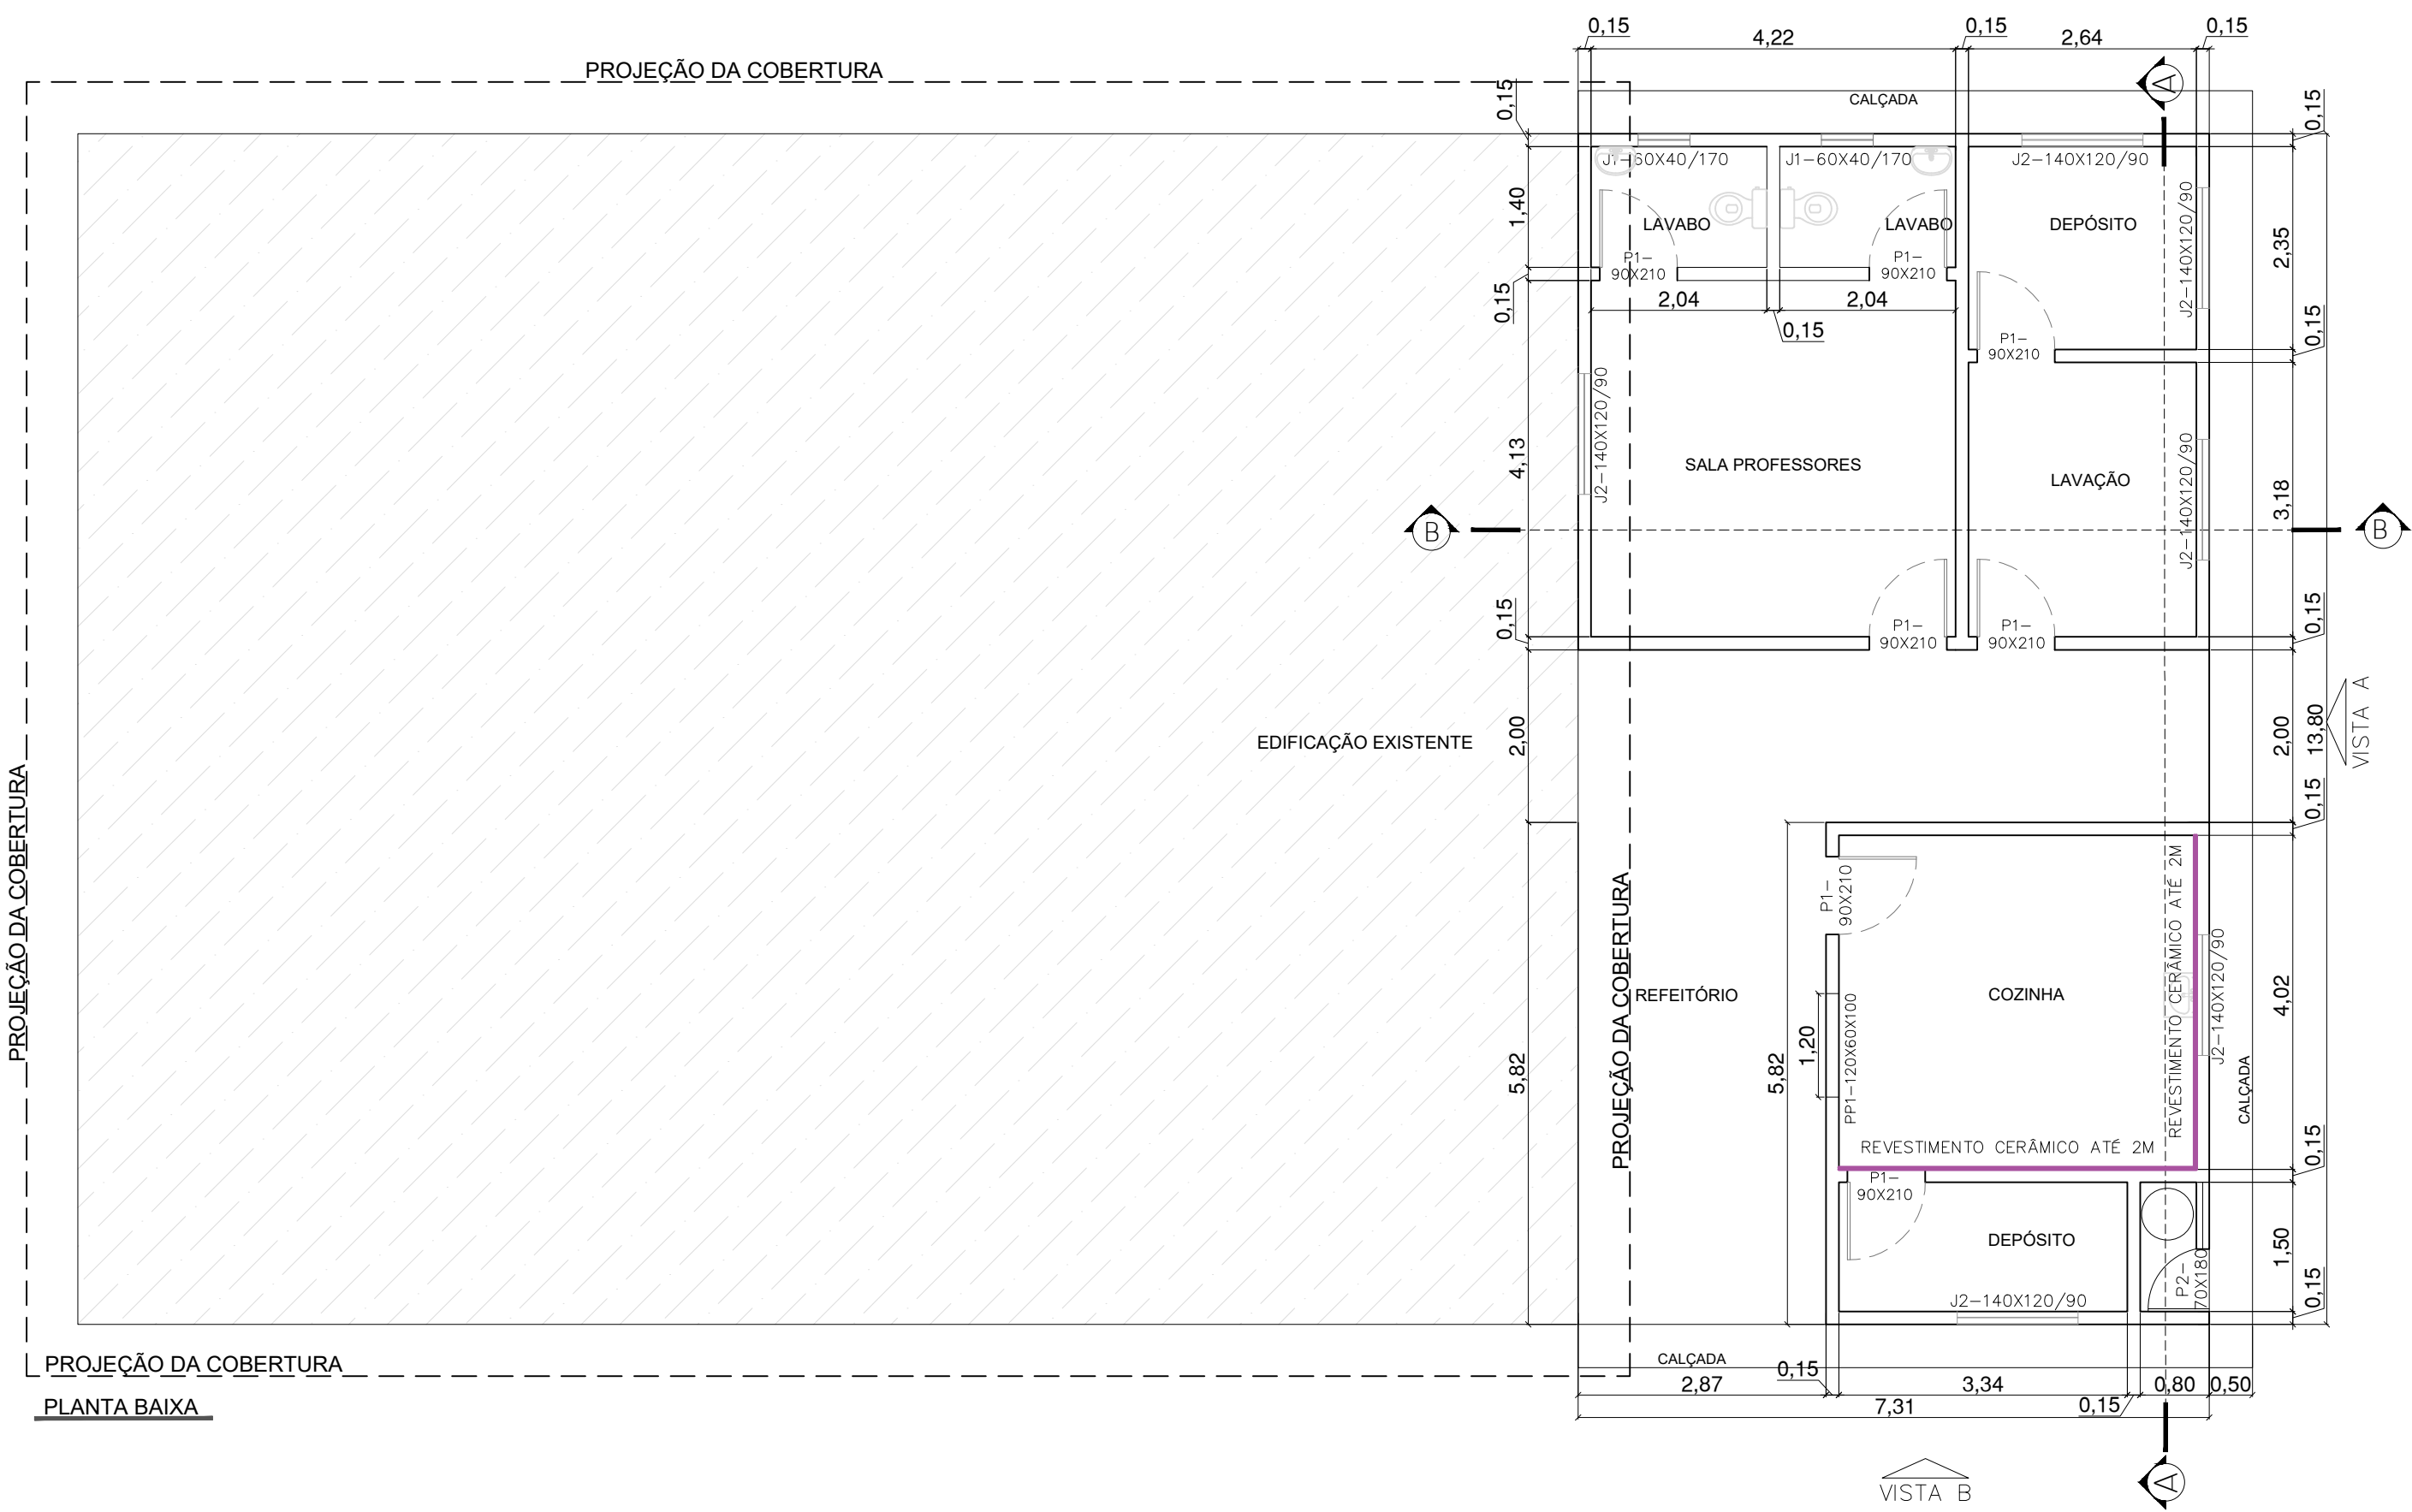 0,15
0,15
0,15
4,22
2,64
PROJEÇÃO DA COBERTURA
A
CALÇADA
0,15
0,15
J1-60X40/170
J1-60X40/170
J2-140X120/90
1,40
LAVABO
LAVABO
DEPÓSITO
J2-140X120/90
2,35
P1-
90X210
P1-
90X210
0,15
2,04
2,04
0,15
0,15
P1-
90X210
J2-140X120/90
4,13
SALA PROFESSORES
LAVAÇÃO
J2-140X120/90
3,18
B
B
0,15
P1-
90X210
P1-
90X210
0,15
EDIFICAÇÃO EXISTENTE
2,00
2,00
13,80
VISTA A
0,15
PROJEÇÃO DA COBERTURA
PROJEÇÃO DA COBERTURA
P1-
90X210
REVESTIMENTO CERÂMICO ATÉ 2M
J2-140X120/90
REFEITÓRIO
COZINHA
4,02
1,20
PP1-120X60X100
5,82
5,82
CALÇADA
REVESTIMENTO CERÂMICO ATÉ 2M
0,15
P1-
90X210
DEPÓSITO
1,50
P2-
70X180
J2-140X120/90
0,15
PROJEÇÃO DA COBERTURA
CALÇADA
0,15
2,87
3,34
0,80
0,50
PLANTA BAIXA
7,31
0,15
VISTA B
A